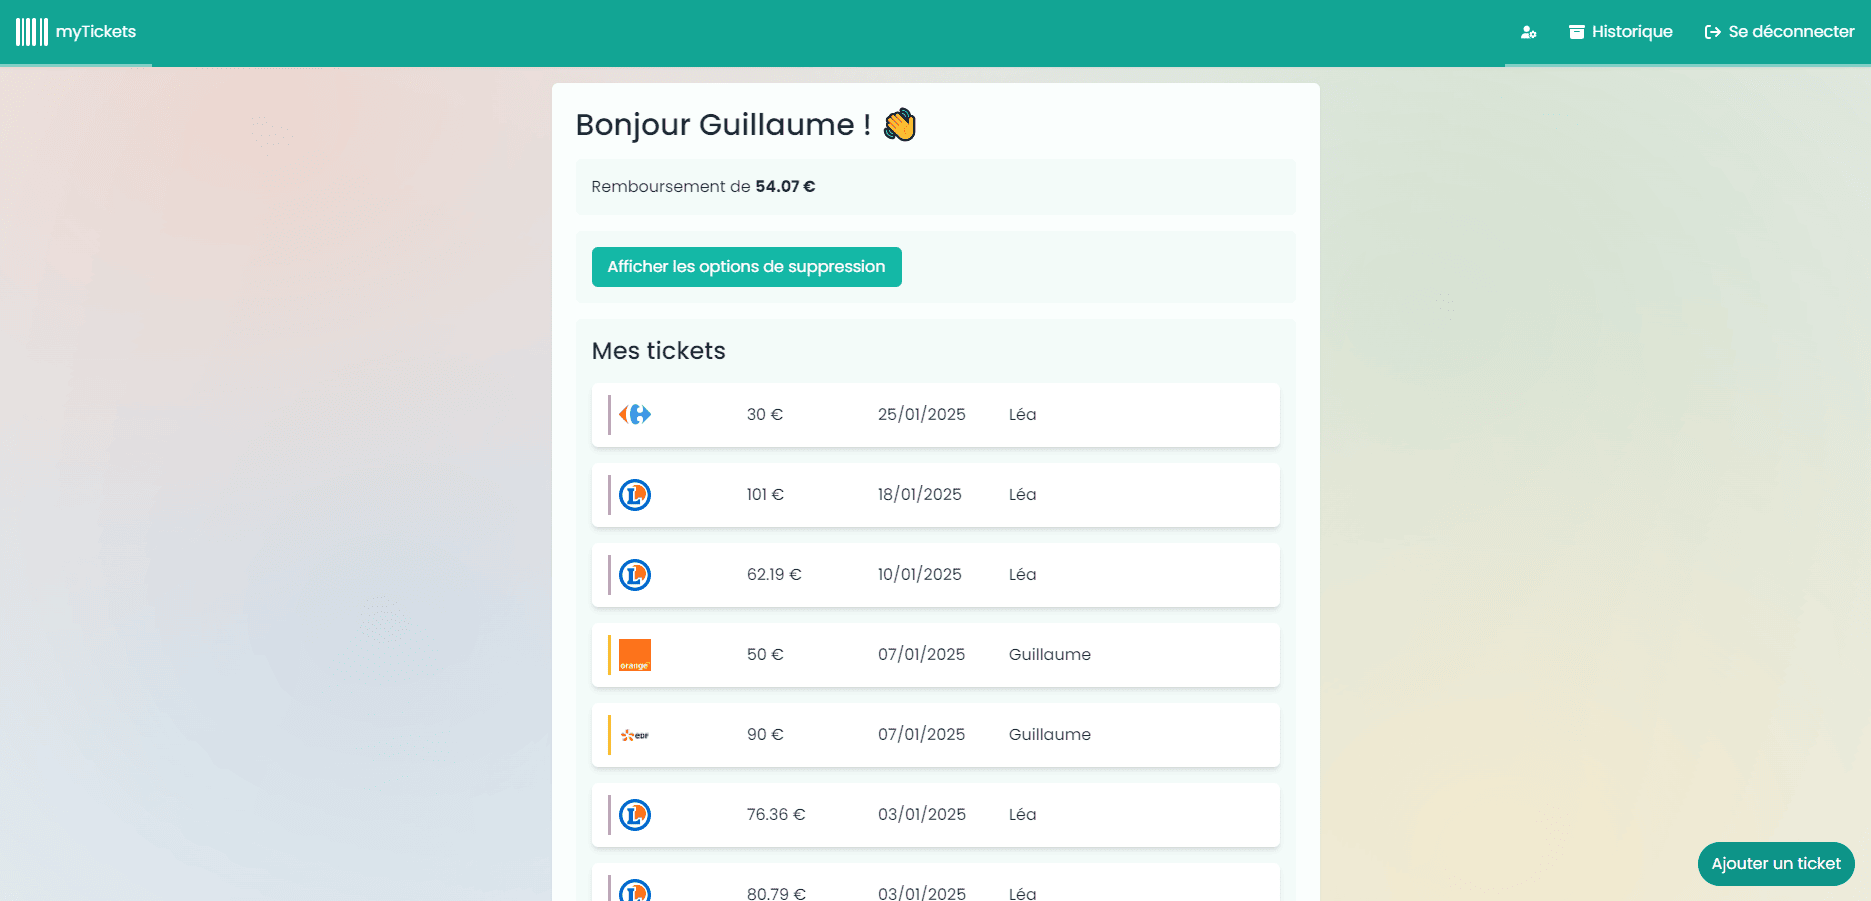 myTickets
Historique
Se déconnecter
Bonjour Guillaume !
Remboursement de 54.07 €
Afficher les options de suppression
Mes tickets
30 € 25/01/2025 Léa
L 101 € 18/01/2025 Léa
L 62.19 € 10/01/2025 Léa
orange 50 € 07/01/2025 Guillaume
eDF 90 € 07/01/2025 Guillaume
L 76.36 € 03/01/2025 Léa
L 80.79 € 03/01/2025 Léa
Ajouter un ticket